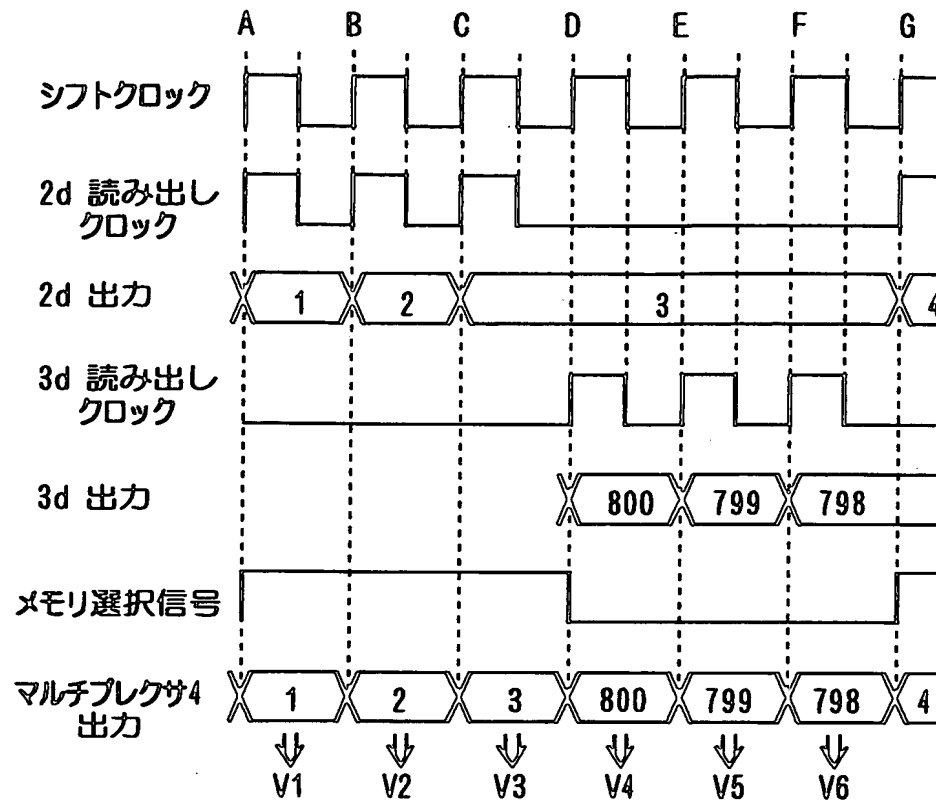 A B C D E F G
シフトクロック
2d 読み出し
クロック
2d 出力 1 2 3 4
3d 読み出し
クロック
3d 出力 800 799 798
メモリ選択信号
マルチプレクサ4
出力
1 2 3 800 799 798 4
V1 V2 V3 V4 V5 V6